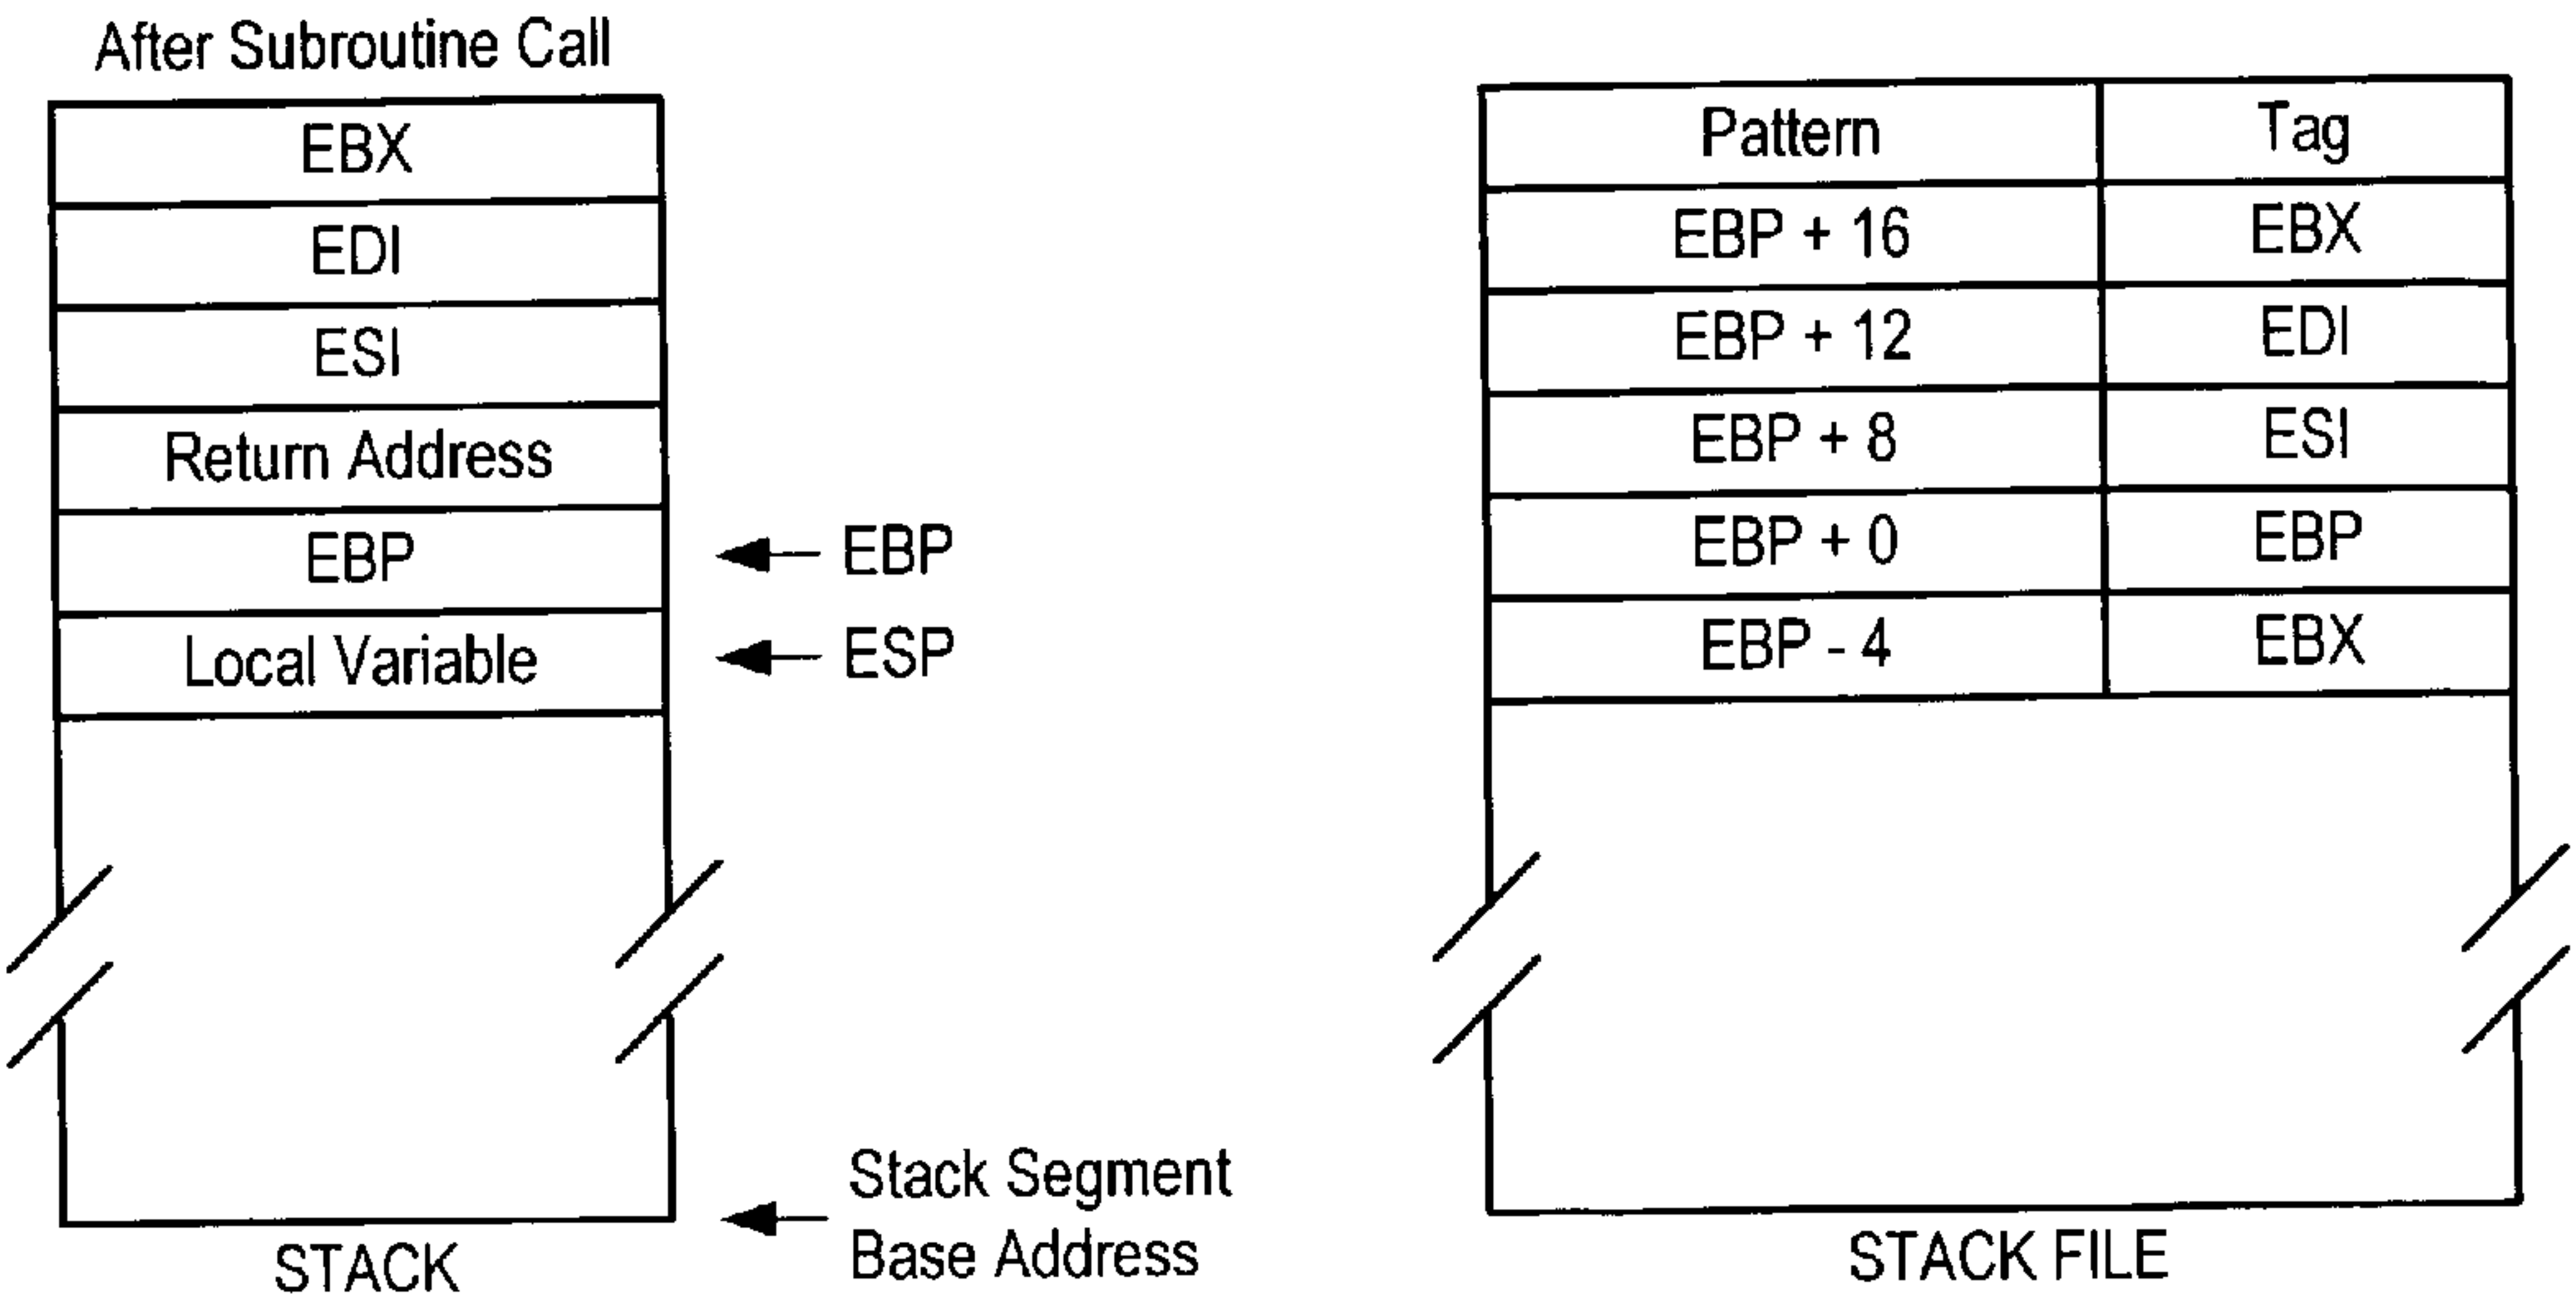 After Subroutine Call
EBX
EDI
ESI
Return Address
EBP
Local Variable
EBP
ESP
Stack Segment
Base Address
STACK
Pattern Tag
EBP + 16 EBX
EBP + 12 EDI
EBP + 8 ESI
EBP + 0 EBP
EBP - 4 EBX
STACK FILE